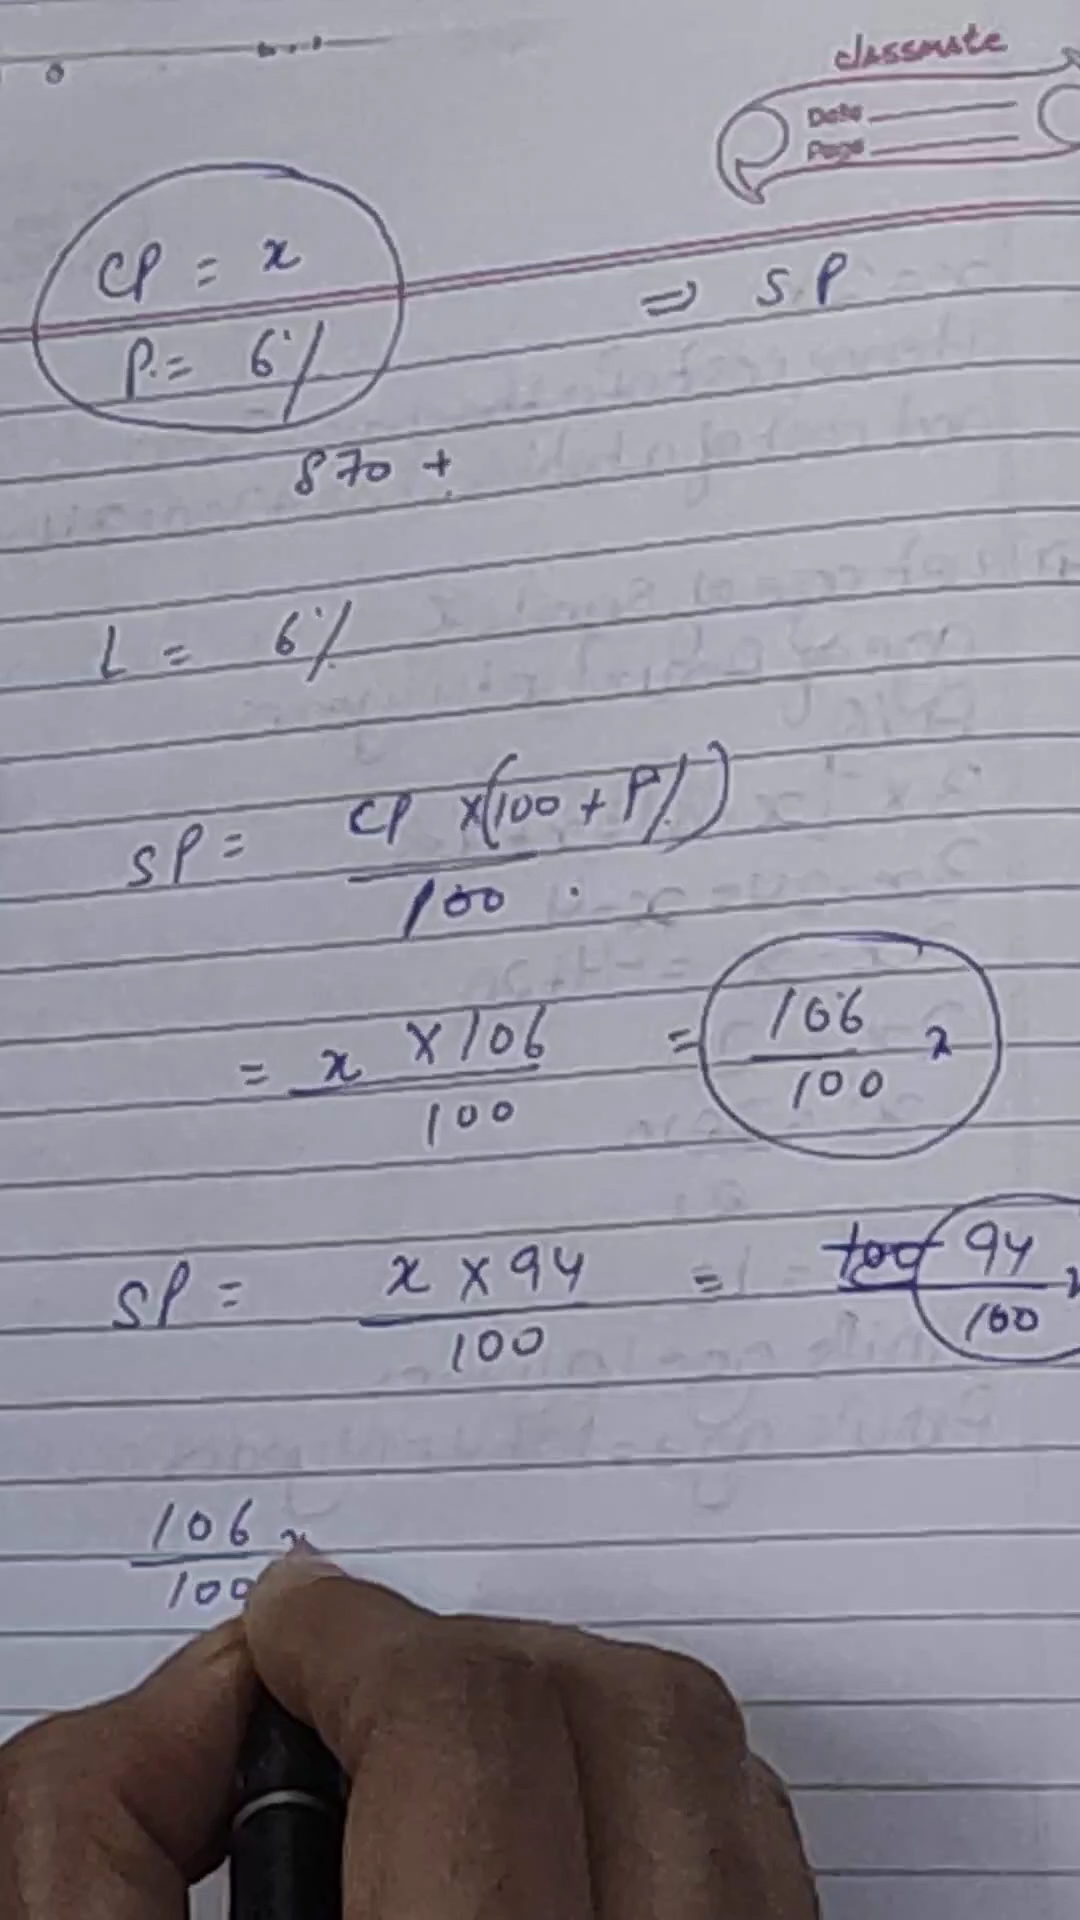 classmate
Date
Page
CP = x
⇒ SP
P = 6%
870 +
L = 6%
SP = CP x(100 + P%)
100
= x X 106 = 106 x
100 100
SP = x X 94 = 94
100 100
106 x
100